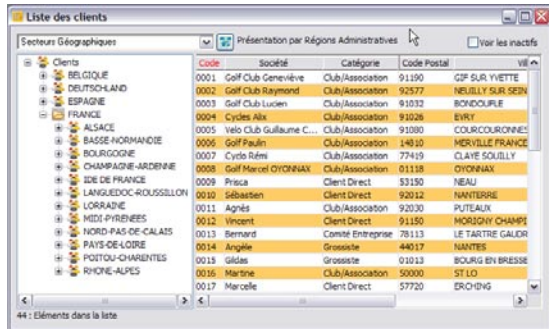 Liste des clients
Secteurs Géographiques
Présentation par Régions Administratives
Voir les inactifs
Clients
BELGIQUE
DEUTSCHLAND
ESPAGNE
FRANCE
ALSACE
BASSE-NORMANDIE
BOURGOGNE
CHAMPAGNE-ARDENNE
IDE DE FRANCE
LANGUEDOC-ROUSSILLON
LORRAINE
MIDI-PYRENEES
NORD-PAS-DE-CALAIS
PAYS-DE-LOIRE
POITOU-CHARENTES
RHONE-ALPES
Code Société Catégorie Code Postal Vil
0001 Golf Club Geneviève Club/Association 91190 GIF SUR YVETTE
0002 Golf Club Raymond Club/Association 92577 NEUILLY SUR SEIN
0003 Golf Club Lucien Club/Association 91032 BONDOUFLE
0004 Cycles Alix Club/Association 91026 EVRY
0005 Velo Club Guillaume C... Club/Association 91080 COURCOURONNES
0006 Golf Paulin Club/Association 14810 MERVILLE FRANCE
0007 Cyclo Rémi Club/Association 77419 CLAYE SOUILLY
0008 Golf Marcel OYONNAX Club/Association 01118 OYONNAX
0009 Prisca Client Direct 53150 NEAU
0010 Sébastien Client Direct 92012 NANTERRE
0011 Agnès Club/Association 92030 PUTEAUX
0012 Vincent Client Direct 91150 MORIGNY CHAMPI
0013 Bernard Comité Entreprise 78113 LE TARTRE GAUDR
0014 Angèle Grossiste 44017 NANTES
0015 Gildas Grossiste 01013 BOURG EN BRESSE
0016 Martine Club/Association 50000 ST LO
0017 Marcelle Client Direct 57720 ERCHING
44 : Eléments dans la liste